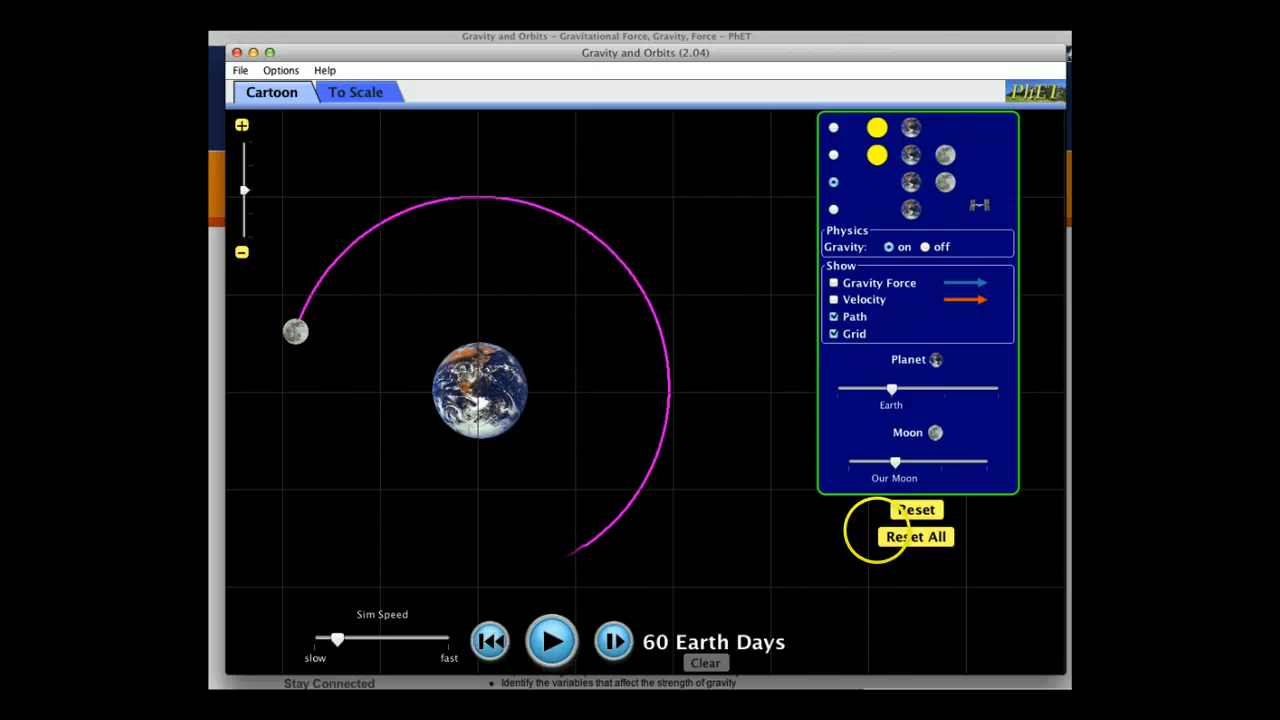 Gravity and Orbits – Gravitational Force, Gravity, Force – PhET
Gravity and Orbits (2.04)
File Options Help
Cartoon To Scale
PhET
Physics
Gravity: on off
Show
Gravity Force
Velocity
Path
Grid
Planet
Earth
Moon
Our Moon
Reset
Reset All
Sim Speed
slow fast
60 Earth Days
Clear
Stay Connected
• Identify the variables that affect the strength of gravity